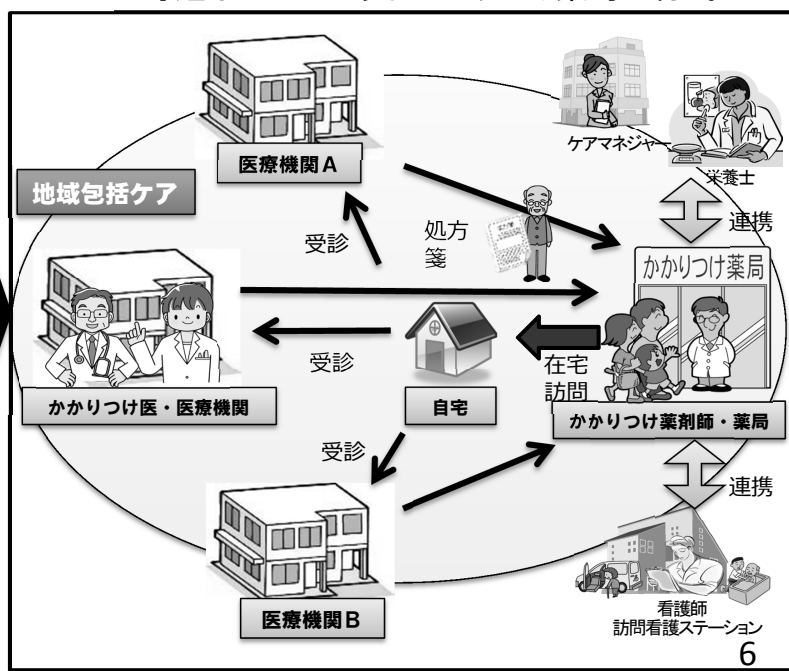 医療機関A
ケアマネジャー
栄養士
地域包括ケア
受診
処方
箋
連携
かかりつけ薬局
受診
在宅
訪問
かかりつけ医・医療機関
自宅
かかりつけ薬剤師・薬局
受診
連携
医療機関B
看護師
訪問看護ステーション
6